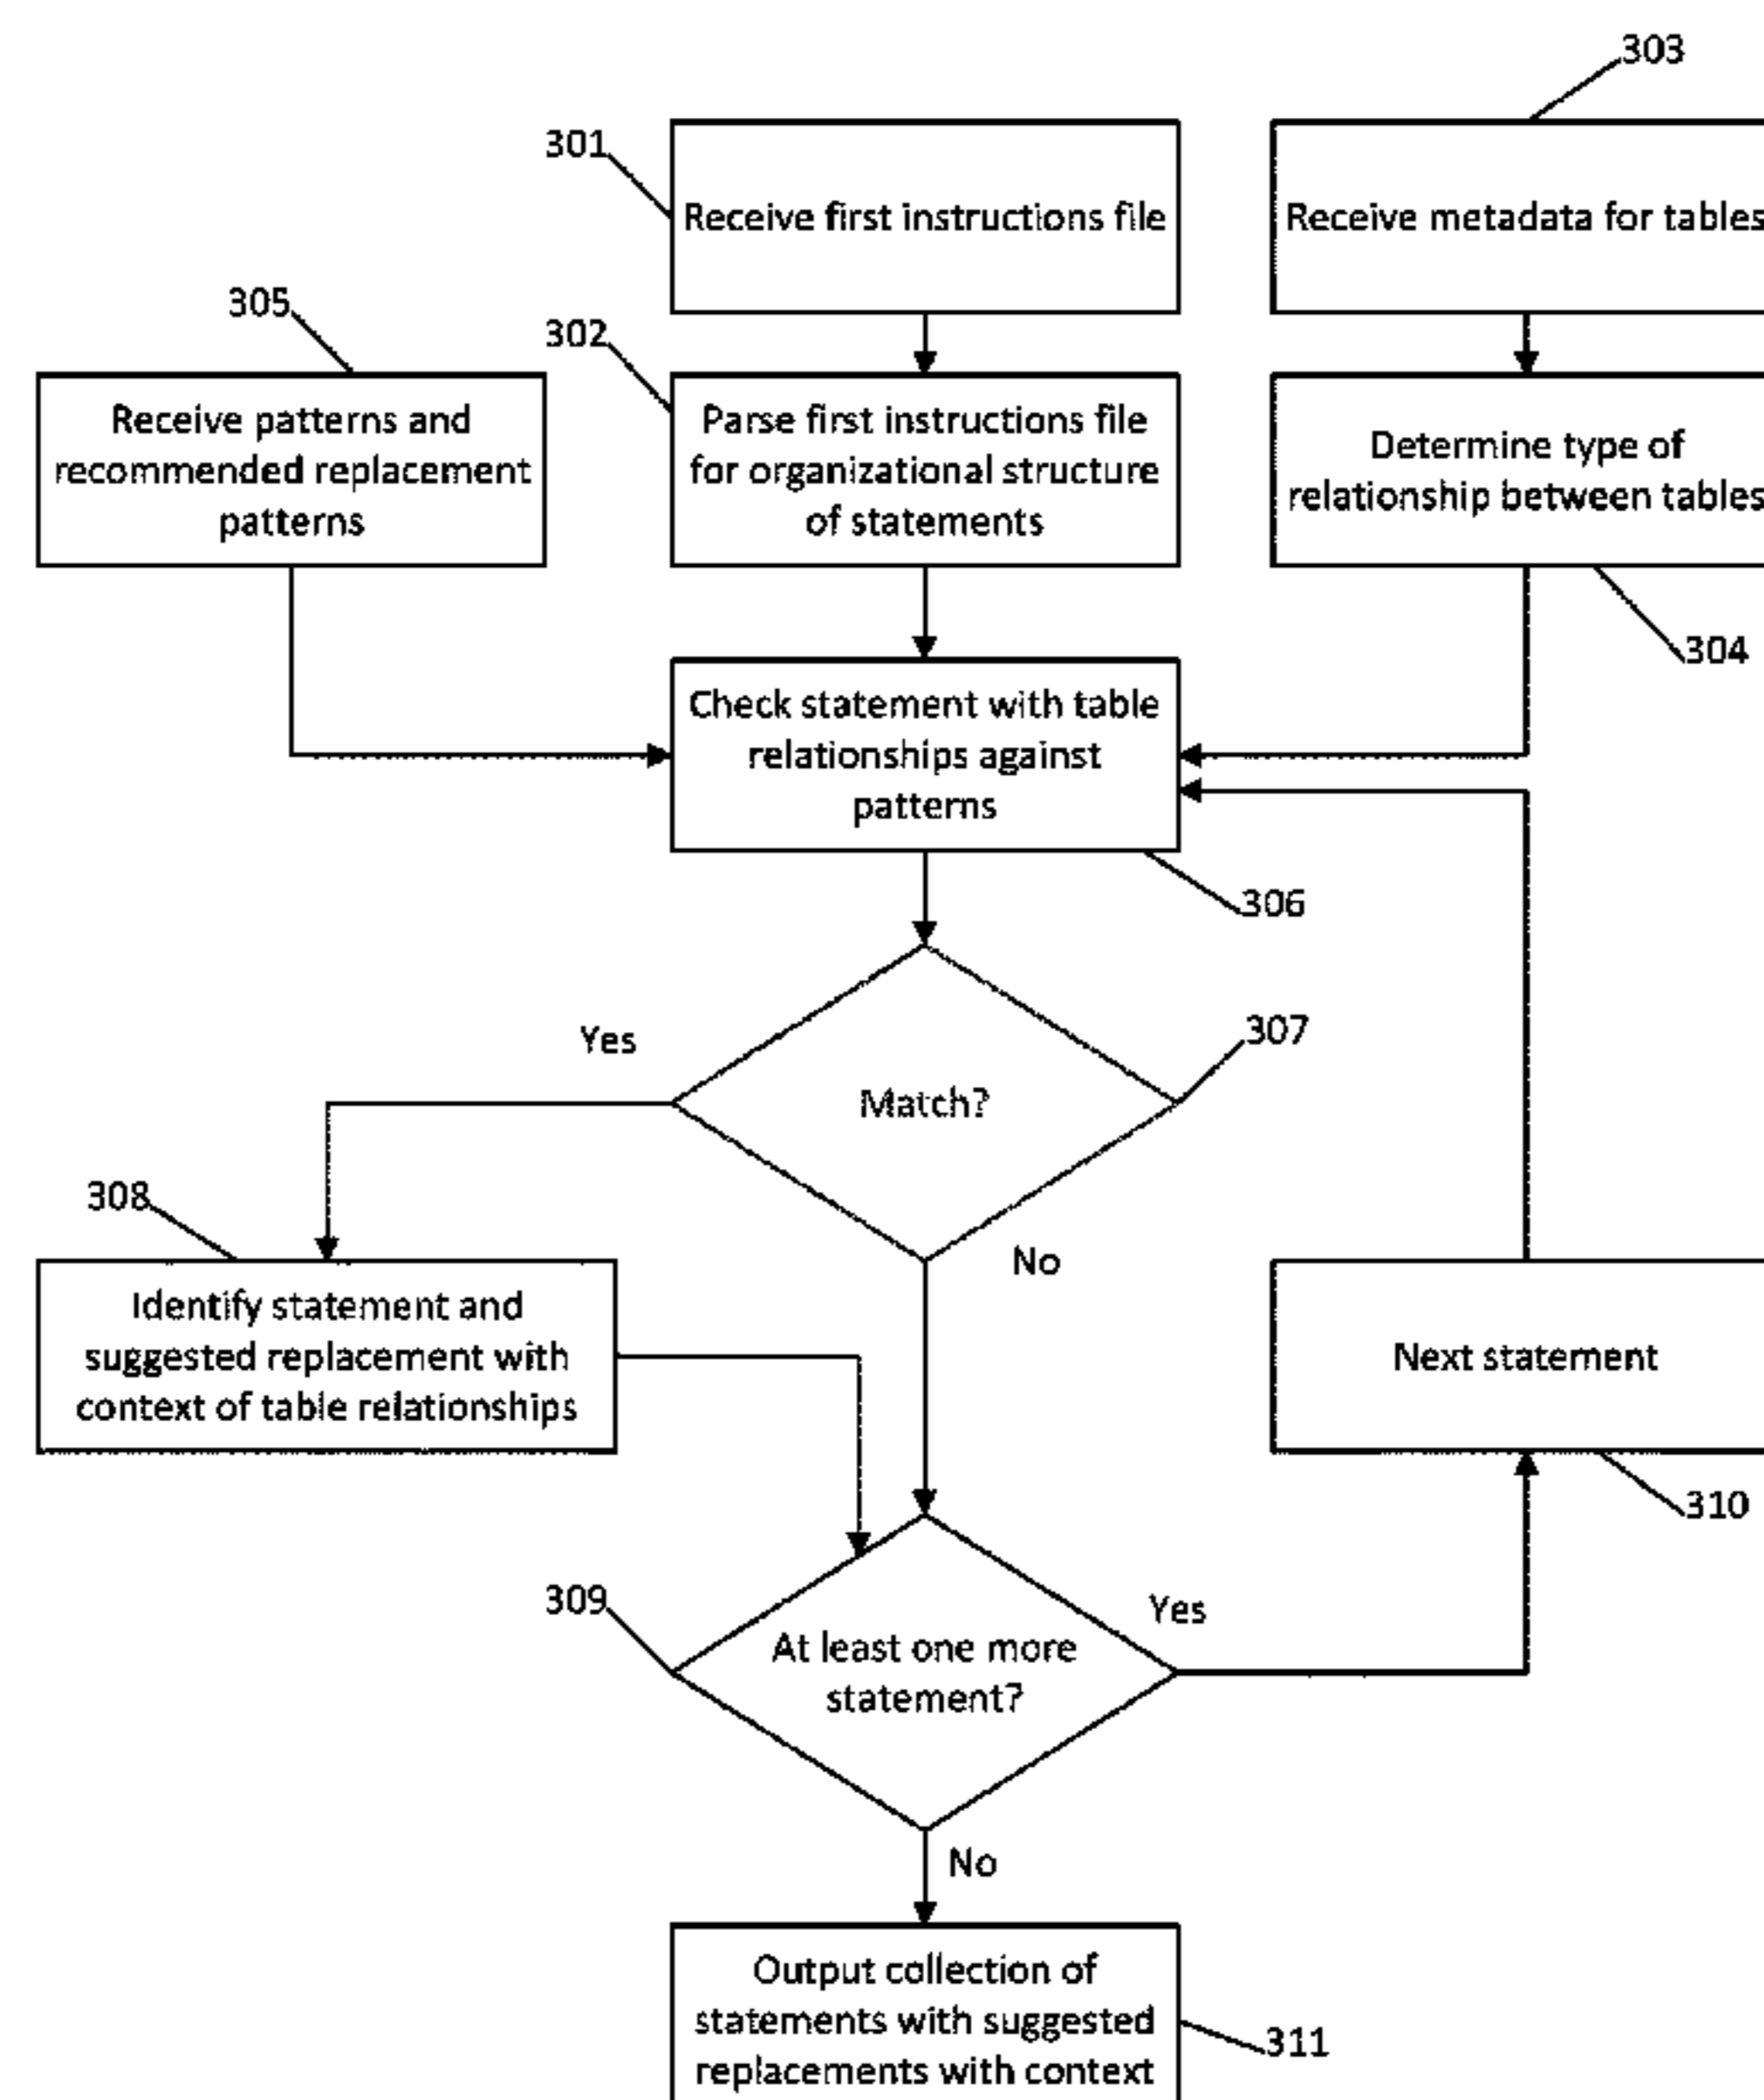 303
301
Receive first instructions file
Receive metadata for tables
305
302
Receive patterns and
recommended replacement
patterns
Parse first instructions file
for organizational structure
of statements
Determine type of
relationship between tables
304
Check statement with table
relationships against
patterns
306
Yes
307
Match?
308
No
Identify statement and
suggested replacement with
context of table relationships
Next statement
310
309
Yes
At least one more
statement?
No
Output collection of
statements with suggested
replacements with context
311